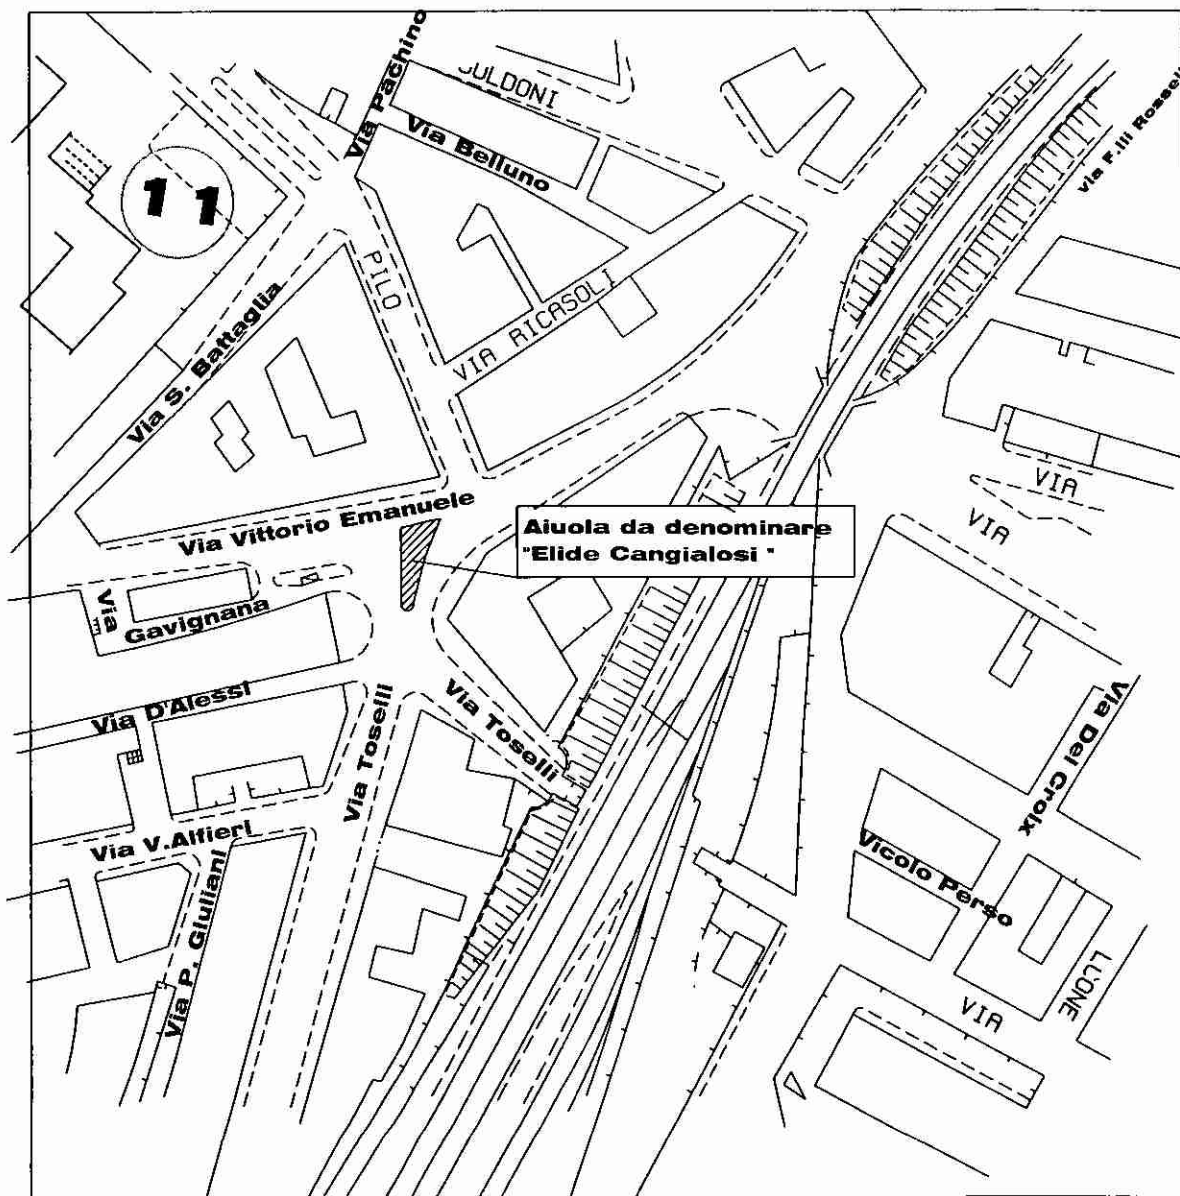 Via Pachino
GOLDONI
Via Belluno
via F.lli Rosselli
11
PILO
VIA RICASOLI
Via S. Battaglia
Via Vittorio Emanuele
Aiuola da denominare
"Elide Cangialosi "
VIA
VIA
Via
Gavignana
Via D'Alessi
Via Toselli
Via Toselli
Via Del Croix
Via V.Alfieri
Via P. Giuliani
Vicolo Perso
VIA
LCONE